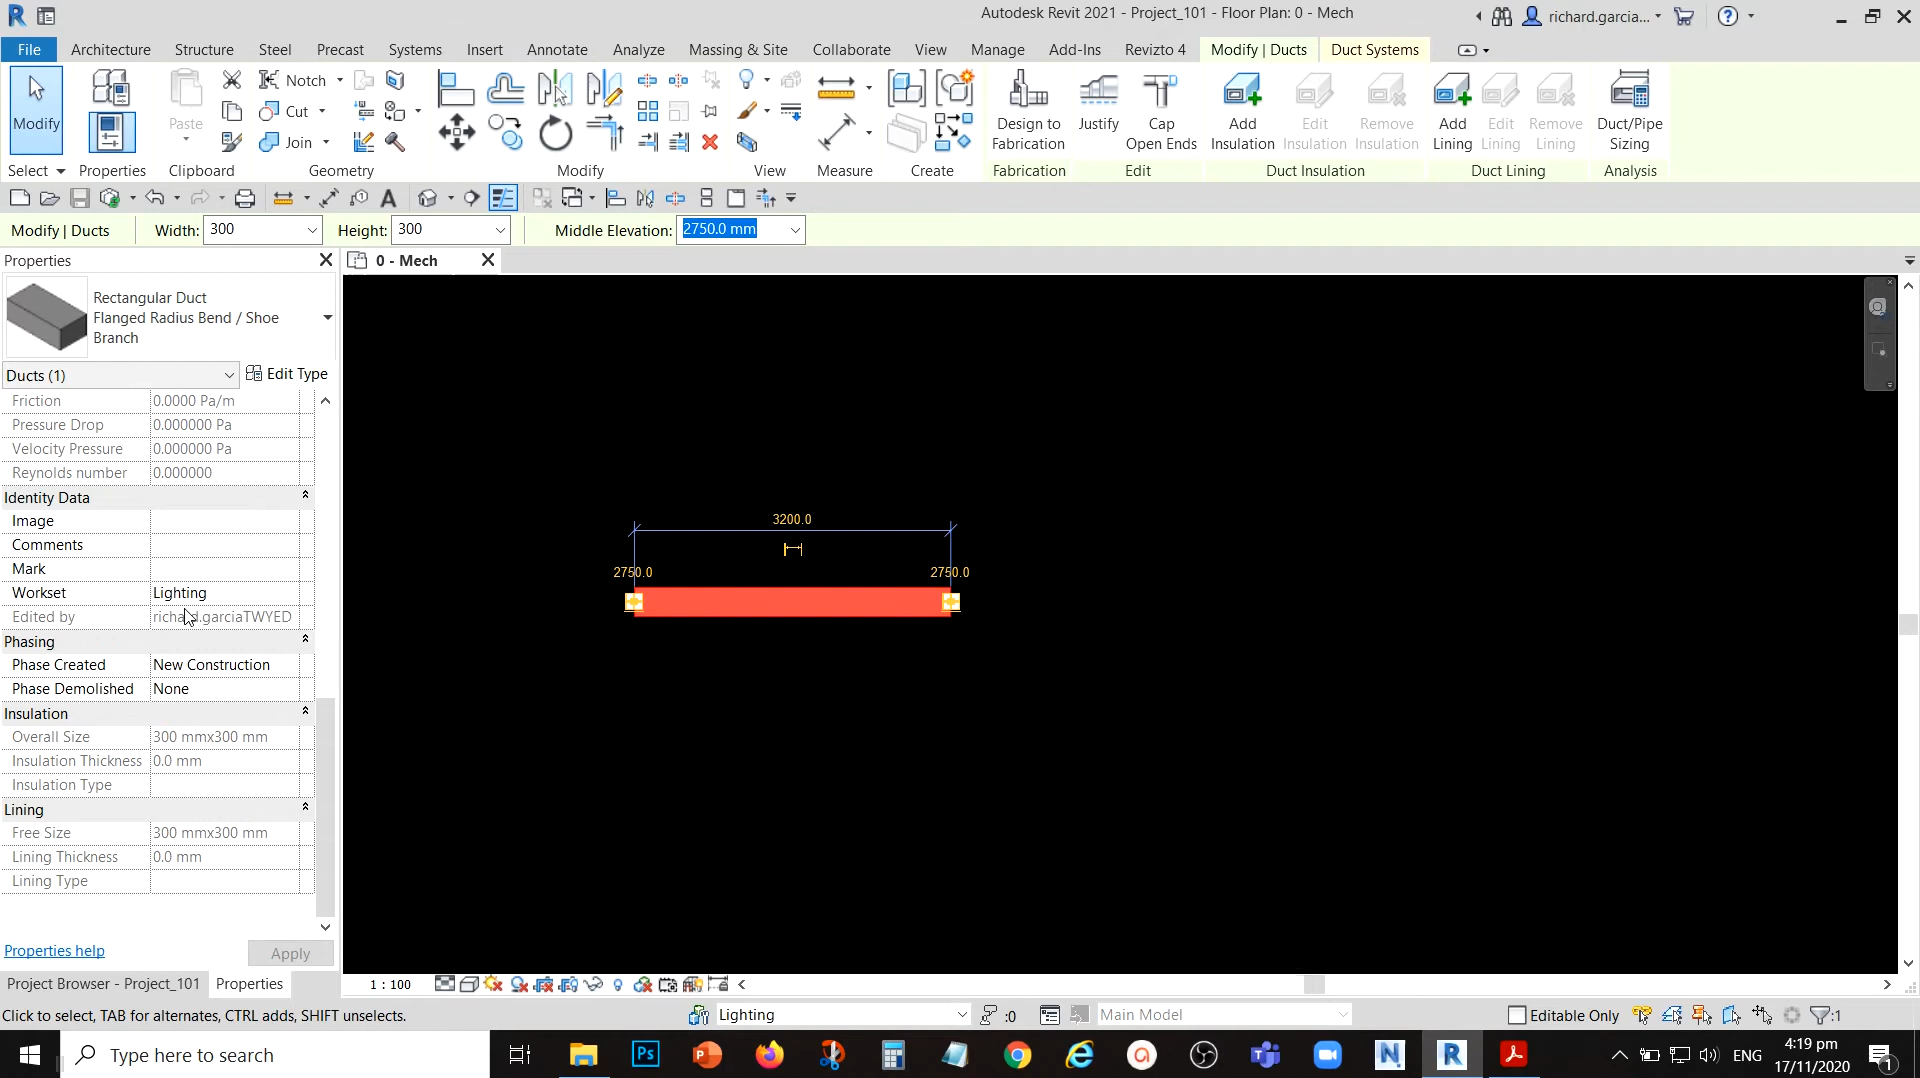 Autodesk Revit 2021 - Project_101 - Floor Plan: 0 - Mech
richard.garcia...
File Architecture Structure Steel Precast Systems Insert Annotate Analyze Massing & Site Collaborate View Manage Add-Ins Revizto 4 Modify | Ducts Duct Systems
Modify
Paste
Notch
Cut
Join
Design to Fabrication
Justify
Cap Open Ends
Add Insulation
Edit Insulation
Remove Insulation
Add Lining
Edit Lining
Remove Lining
Duct/Pipe Sizing
Select Properties Clipboard Geometry Modify View Measure Create Fabrication Edit Duct Insulation Duct Lining Analysis
Modify | Ducts Width: 300 Height: 300 Middle Elevation: 2750.0 mm
Properties
0 - Mech
Rectangular Duct
Flanged Radius Bend / Shoe
Branch
Ducts (1) Edit Type
Friction 0.0000 Pa/m
Pressure Drop 0.000000 Pa
Velocity Pressure 0.000000 Pa
Reynolds number 0.000000
Identity Data
Image
Comments
Mark
Workset Lighting
Edited by richard.garciaTWYED
Phasing
Phase Created New Construction
Phase Demolished None
Insulation
Overall Size 300 mmx300 mm
Insulation Thickness 0.0 mm
Insulation Type
Lining
Free Size 300 mmx300 mm
Lining Thickness 0.0 mm
Lining Type
Properties help Apply
Project Browser - Project_101 Properties
3200.0
2750.0 2750.0
1 : 100
Click to select, TAB for alternates, CTRL adds, SHIFT unselects.
Lighting :0 Main Model Editable Only :1
Type here to search
ENG
4:19 pm
17/11/2020
1